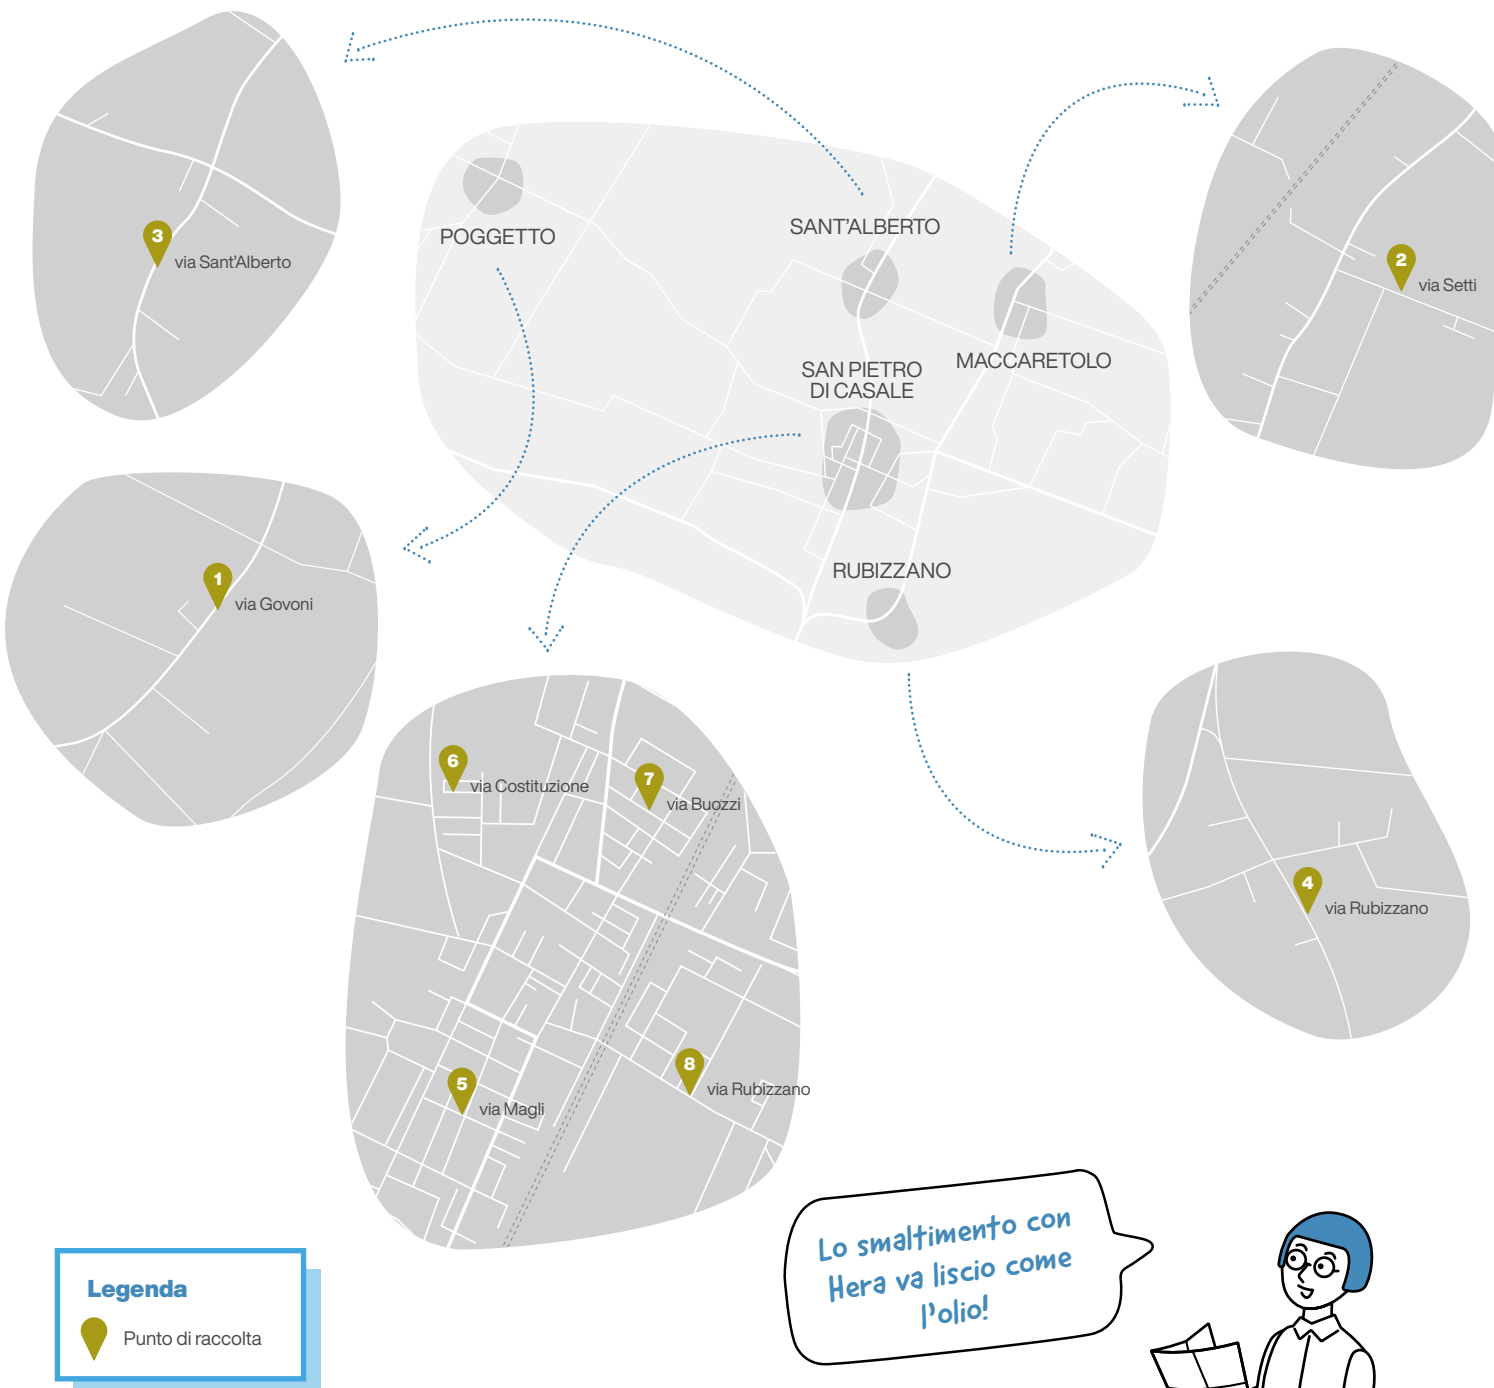 POGGETTO
SANT'ALBERTO
MACCARETOLO
SAN PIETRO
DI CASALE
RUBIZZANO
3
via Sant'Alberto
2
via Setti
1
via Govoni
6
via Costituzione
7
via Buozzi
5
via Magli
8
via Rubizzano
4
via Rubizzano
Lo smaltimento con
Hera va liscio come
l'olio!
Legenda
Punto di raccolta